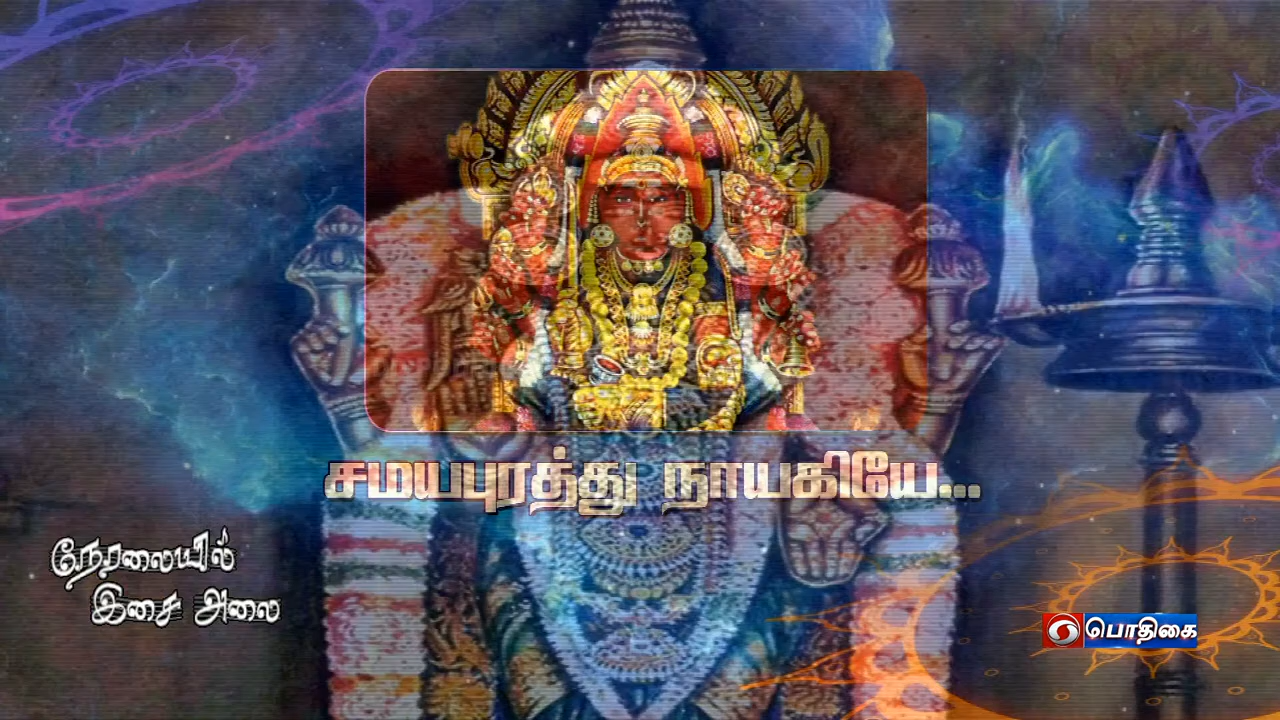 சமயபுரத்து நாயகியே...
நேரலையில்
இசை அலை
பொதிகை